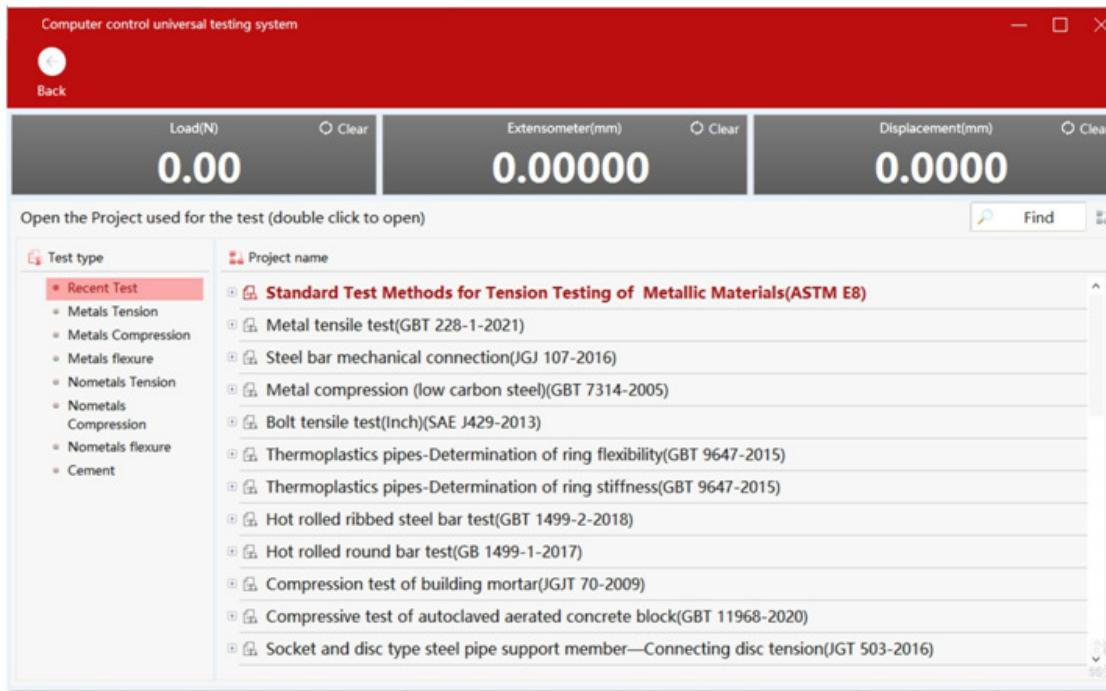 Computer control universal testing system
Back
Load(N) Clear
0.00
Extensometer(mm) Clear
0.00000
Displacement(mm) Clear
0.0000
Open the Project used for the test (double click to open)
Find
Test type
Recent Test
Metals Tension
Metals Compression
Metals flexure
Nometals Tension
Nometals
Compression
Nometals flexure
Cement
Project name
Standard Test Methods for Tension Testing of Metallic Materials(ASTM E8)
Metal tensile test(GBT 228-1-2021)
Steel bar mechanical connection(JGJ 107-2016)
Metal compression (low carbon steel)(GBT 7314-2005)
Bolt tensile test(Inch)(SAE J429-2013)
Thermoplastics pipes-Determination of ring flexibility(GBT 9647-2015)
Thermoplastics pipes-Determination of ring stiffness(GBT 9647-2015)
Hot rolled ribbed steel bar test(GBT 1499-2-2018)
Hot rolled round bar test(GB 1499-1-2017)
Compression test of building mortar(JGJT 70-2009)
Compressive test of autoclaved aerated concrete block(GBT 11968-2020)
Socket and disc type steel pipe support member—Connecting disc tension(JGT 503-2016)